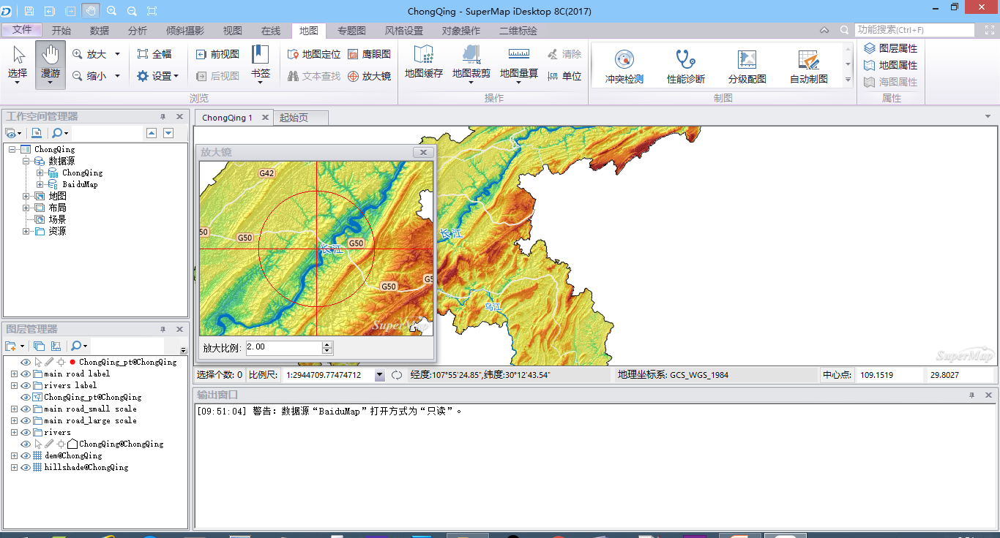 ChongQing - SuperMap iDesktop 8C(2017)
文件 开始 数据 分析 倾斜摄影 视图 在线 地图 专题图 风格设置 对象操作 二维标绘 功能搜索(Ctrl+F)
选择 漫游 放大 缩小 全幅 设置 前视图 后视图 书签 地图定位 鹰眼图 文本查找 放大镜 地图缓存 地图裁剪 地图量算 清除 单位 冲突检测 性能诊断 分级配图 自动制图 图层属性 地图属性 海图属性
浏览 操作 制图 属性
工作空间管理器
ChongQing
数据源
ChongQing
BaiduMap
地图
布局
场景
资源
图层管理器
ChongQing_pt@ChongQing
main road label
rivers label
ChongQing_pt@ChongQing
main road_small scale
main road_large scale
rivers
ChongQing@ChongQing
dem@ChongQing
hillshade@ChongQing
ChongQing 1 起始页
放大镜
G42
50
G50
G50
长江
G50
G5
SuperMap
放大比例: 2.00
长江
乌江
SuperMap
选择个数: 0 比例尺: 1:2944709.77474712 经度:107°55'24.85",纬度:30°12'43.54" 地理坐标系: GCS_WGS_1984 中心点: 109.1519 29.8027
输出窗口
[09:51:04] 警告: 数据源“BaiduMap”打开方式为“只读”。